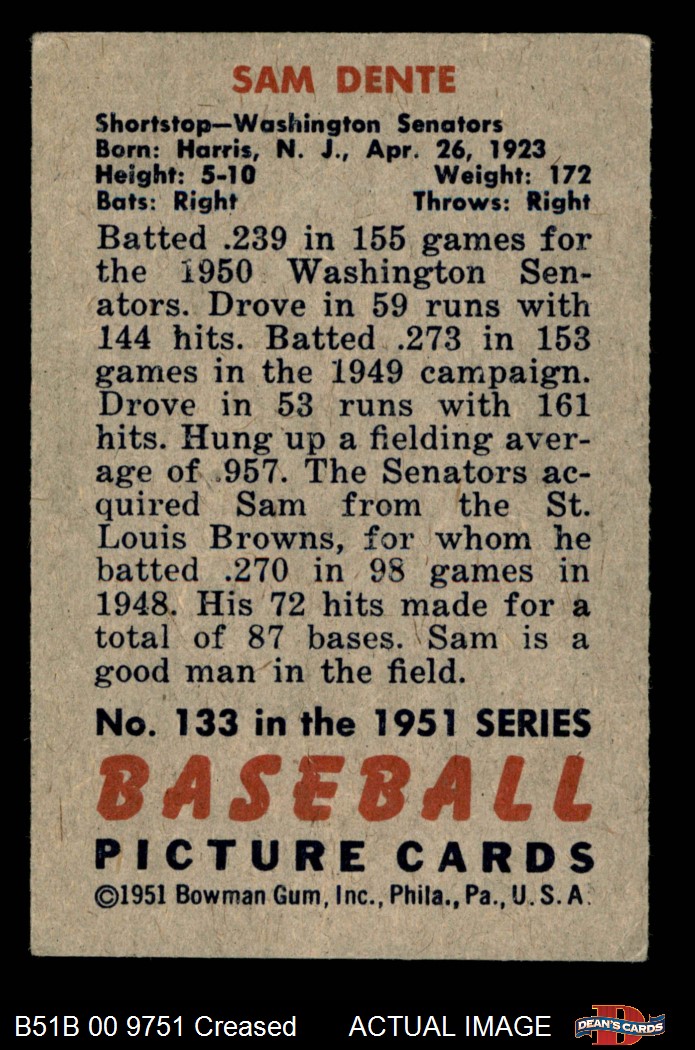 SAM DENTE
Shortstop—Washington Senators
Born: Harris, N. J., Apr. 26, 1923
Height: 5-10 Weight: 172
Bats: Right Throws: Right
Batted .239 in 155 games for
the 1950 Washington Sen-
ators. Drove in 59 runs with
144 hits. Batted .273 in 153
games in the 1949 campaign.
Drove in 53 runs with 161
hits. Hung up a fielding aver-
age of .957. The Senators ac-
quired Sam from the St.
Louis Browns, for whom he
batted .270 in 98 games in
1948. His 72 hits made for a
total of 87 bases. Sam is a
good man in the field.
No. 133 in the 1951 SERIES
BASEBALL
PICTURE CARDS
©1951 Bowman Gum, Inc., Phila., Pa., U. S. A.
B51B 00 9751 Creased ACTUAL IMAGE
D
DEAN'S CARDS